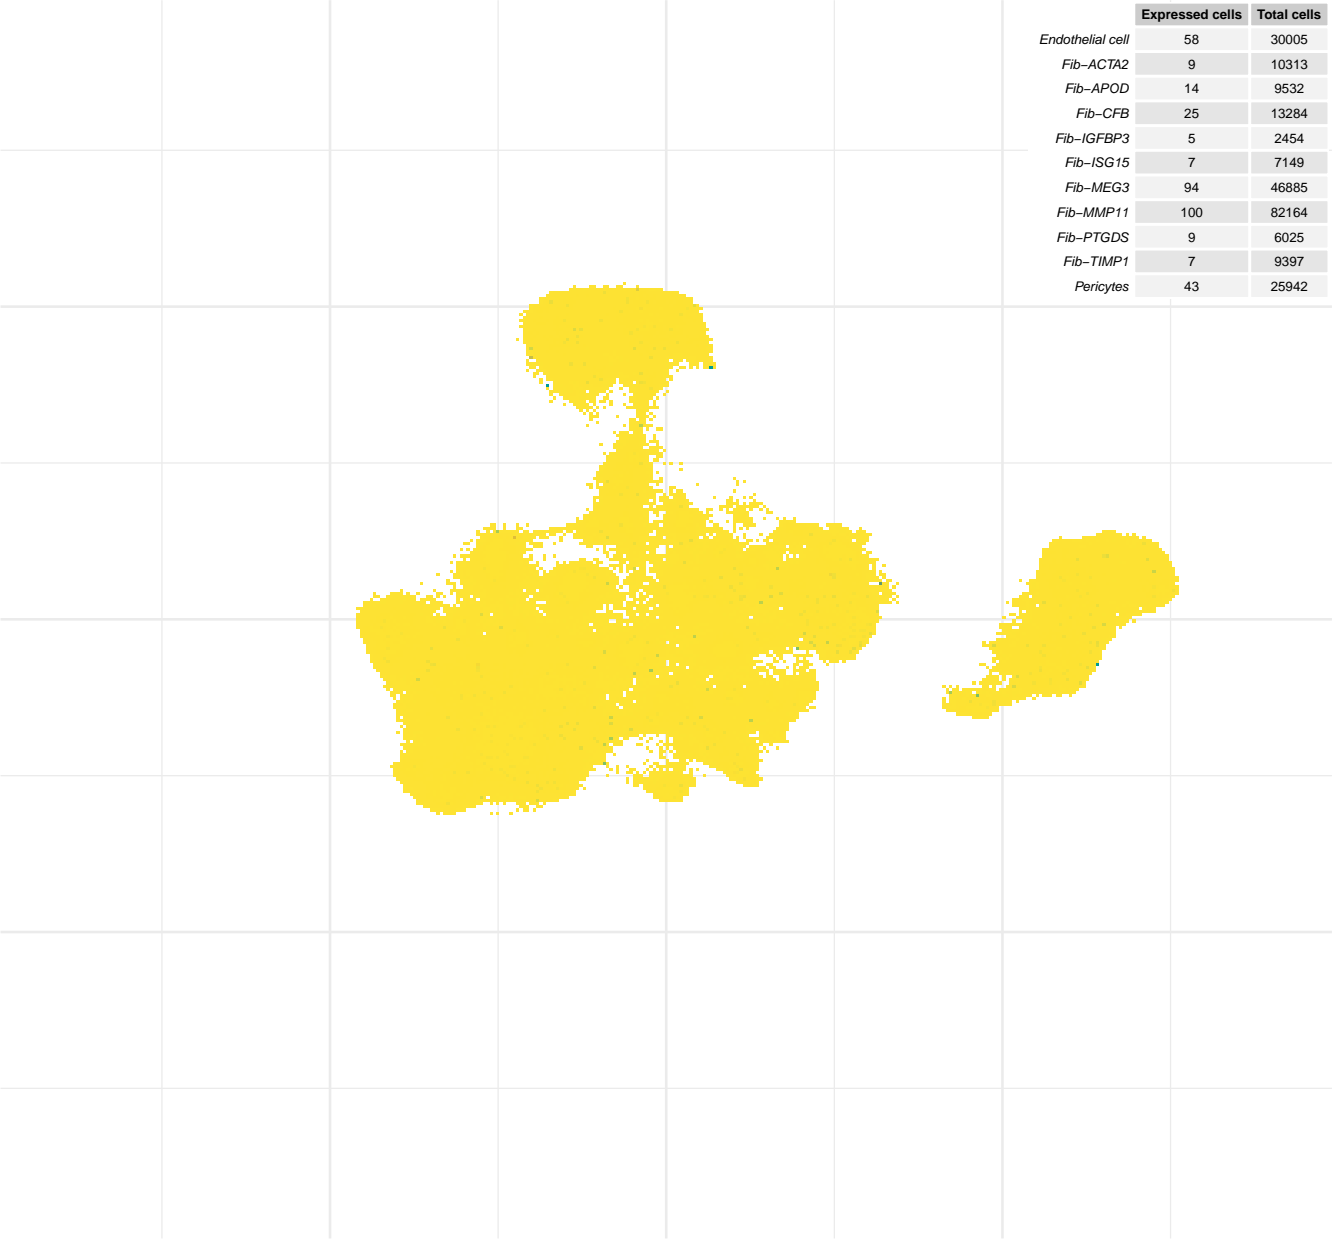 Expressed cells Total cells
Endothelial cell 58 30005
Fib−ACTA2 9 10313
Fib−APOD 14 9532
Fib−CFB 25 13284
Fib−IGFBP3 5 2454
Fib−ISG15 7 7149
Fib−MEG3 94 46885
Fib−MMP11 100 82164
Fib−PTGDS 9 6025
Fib−TIMP1 7 9397
Pericytes 43 25942